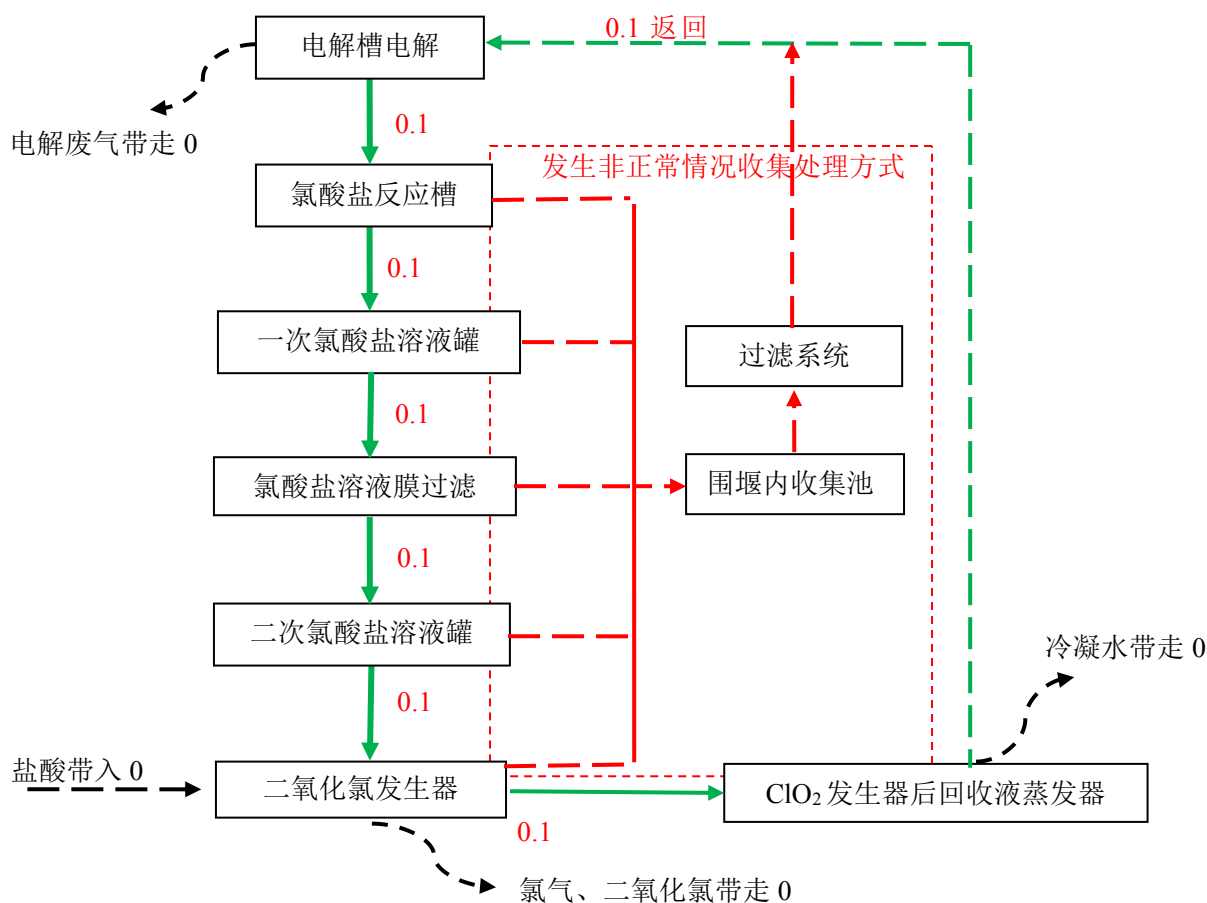 0.1 返回
电解槽电解
电解废气带走 0
0.1
发生非正常情况收集处理方式
氯酸盐反应槽
0.1
一次氯酸盐溶液罐
过滤系统
0.1
氯酸盐溶液膜过滤
围堰内收集池
0.1
二次氯酸盐溶液罐
冷凝水带走 0
0.1
盐酸带入 0
二氧化氯发生器
ClO₂ 发生器后回收液蒸发器
0.1
氯气、二氧化氯带走 0